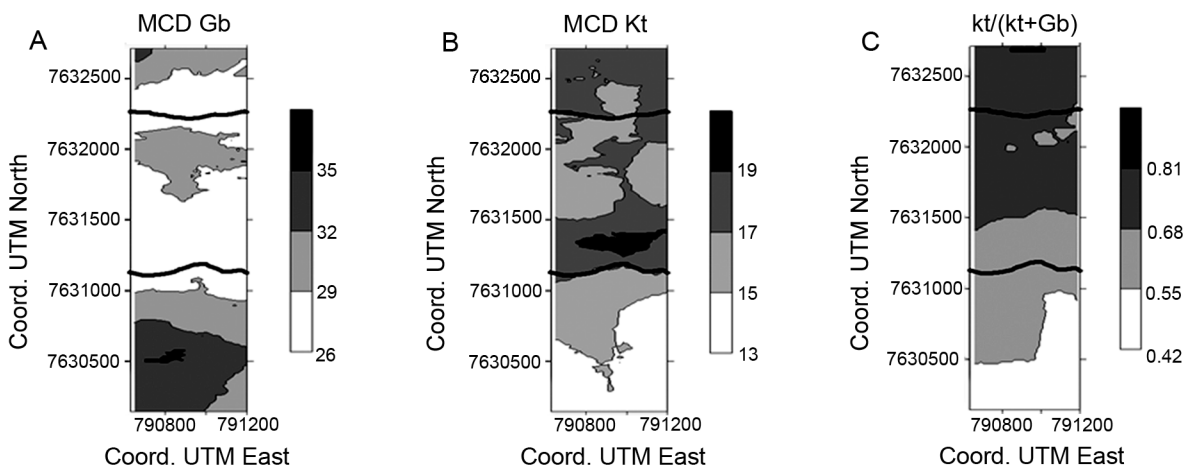 A
MCD Gb
7632500
7632000
7631500
7631000
7630500
790800 791200
Coord. UTM East
Coord. UTM North
35
32
29
26
B
MCD Kt
7632500
7632000
7631500
7631000
7630500
790800 791200
Coord. UTM East
Coord. UTM North
19
17
15
13
C
kt/(kt+Gb)
7632500
7632000
7631500
7631000
7630500
790800 791200
Coord. UTM East
Coord. UTM North
0.81
0.68
0.55
0.42